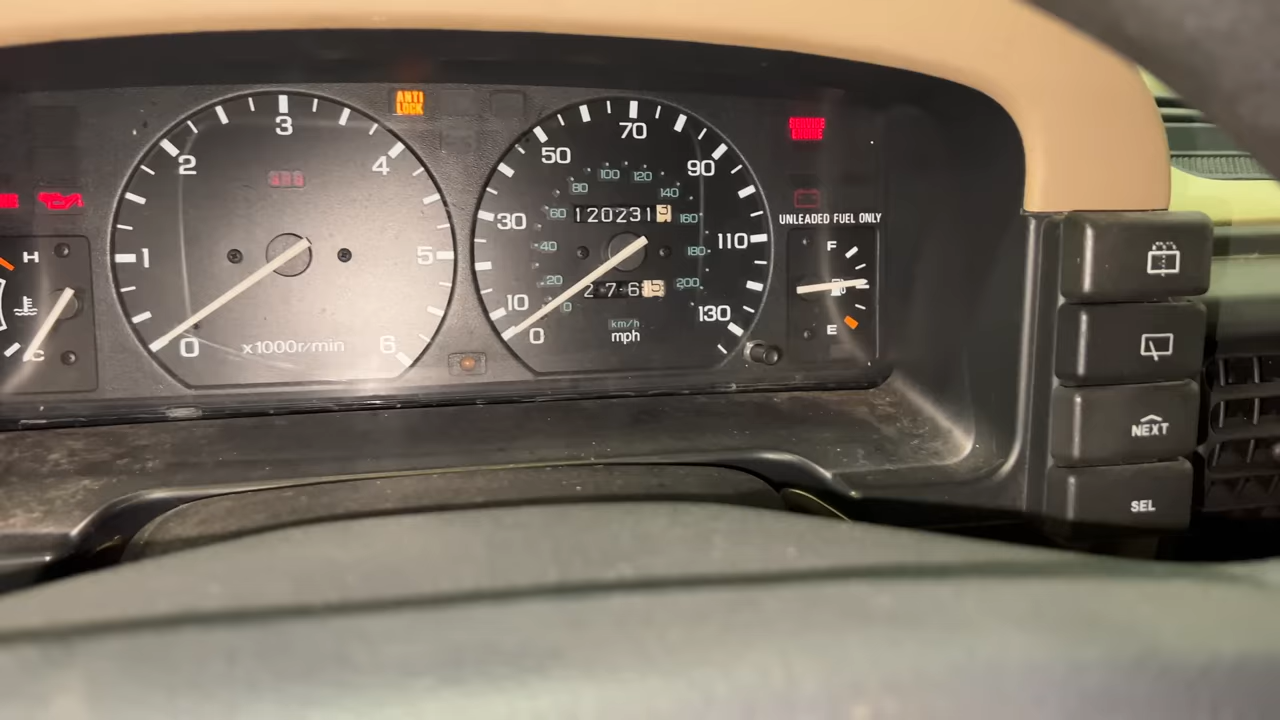 ANTI
LOCK
SERVICE
ENGINE
SRS
UNLEADED FUEL ONLY
H
C
0
1
2
3
4
5
6
x1000r/min
0
10
30
50
70
90
110
130
0
20
40
60
80
100
120
140
160
180
200
120231
2 7 6
km/h
mph
F
E
NEXT
SEL